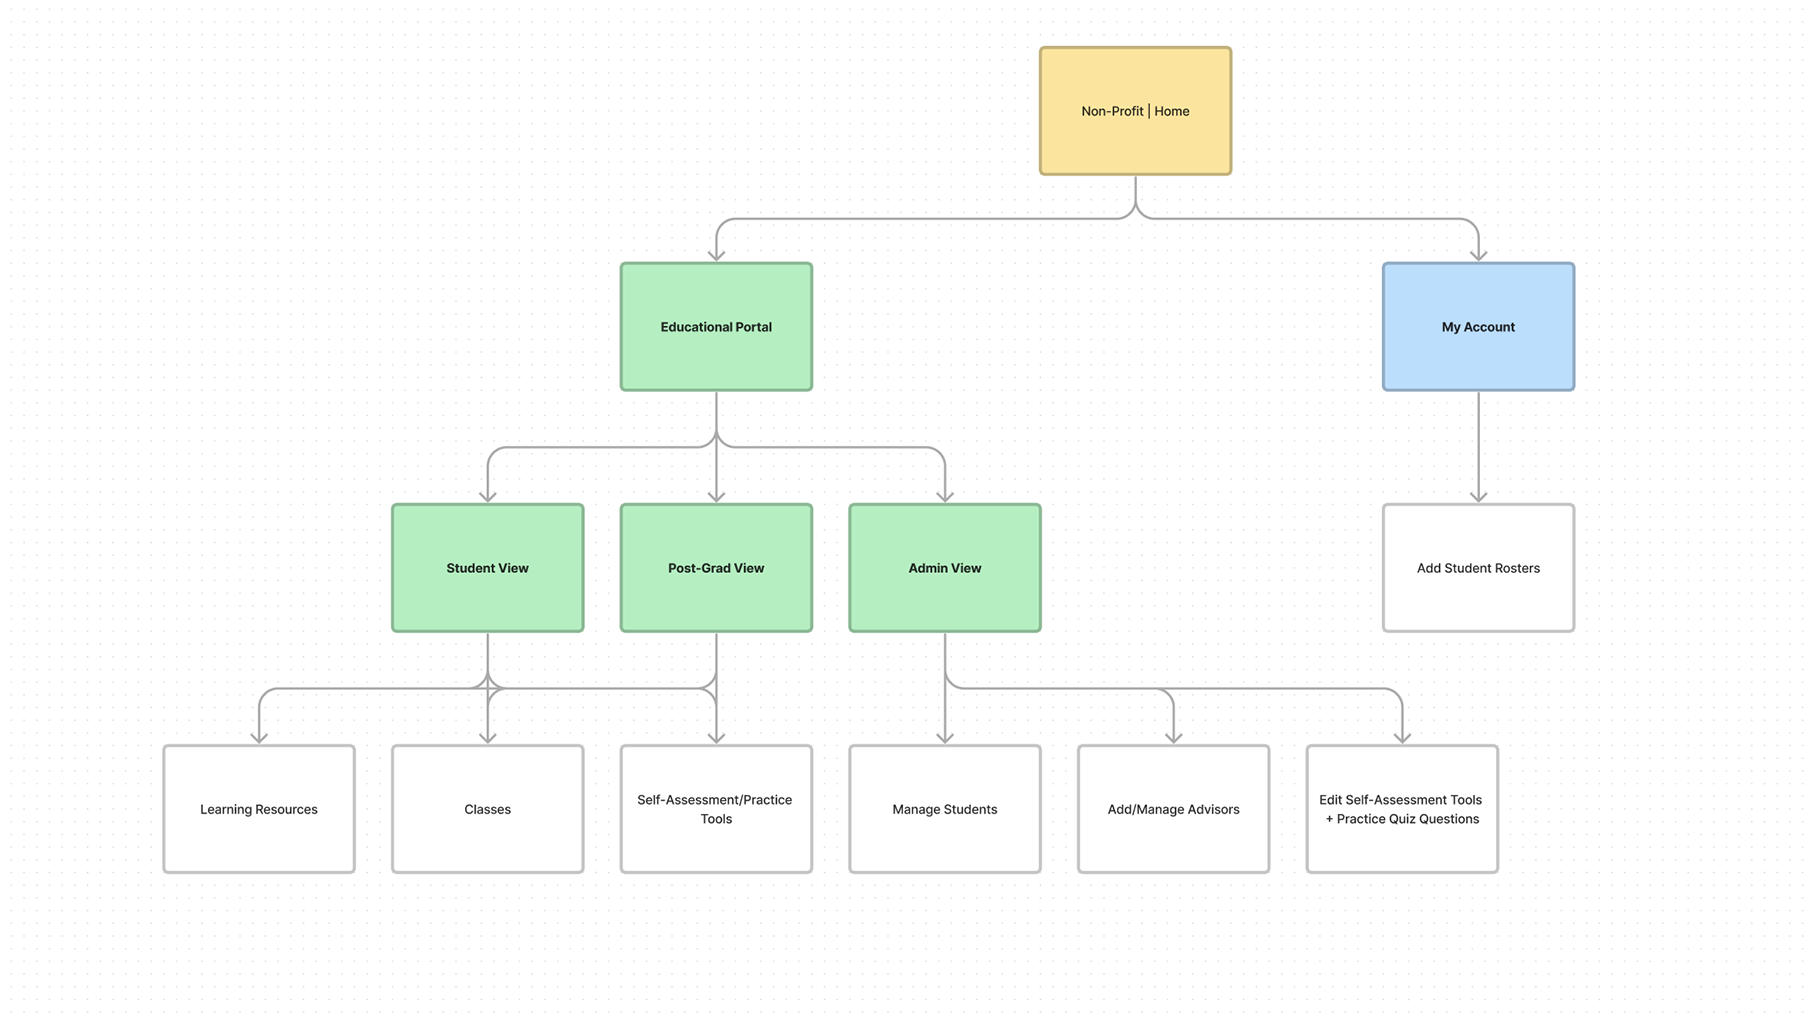 Non-Profit | Home
Educational Portal
My Account
Student View
Post-Grad View
Admin View
Add Student Rosters
Learning Resources
Classes
Self-Assessment/Practice
Tools
Manage Students
Add/Manage Advisors
Edit Self-Assessment Tools
+ Practice Quiz Questions